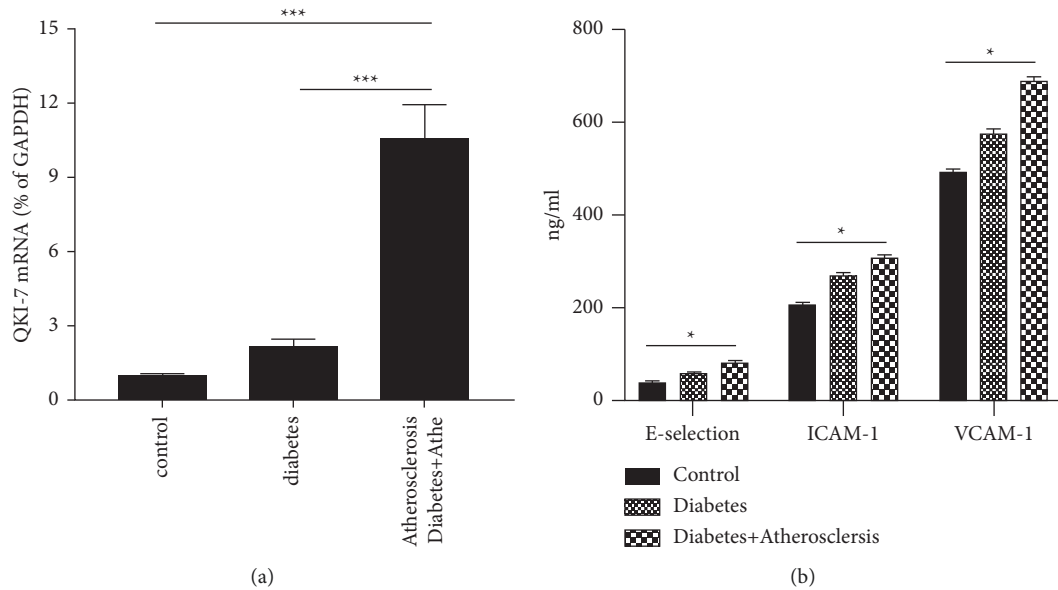 15
12
9
6
3
0
QKI-7 mRNA (% of GAPDH)
***
***
control
diabetes
Atherosclerosis
Diabetes+Athe
(a)
800
600
400
200
0
ng/ml
*
*
*
E-selection
ICAM-1
VCAM-1
Control
Diabetes
Diabetes+Atherosclersis
(b)